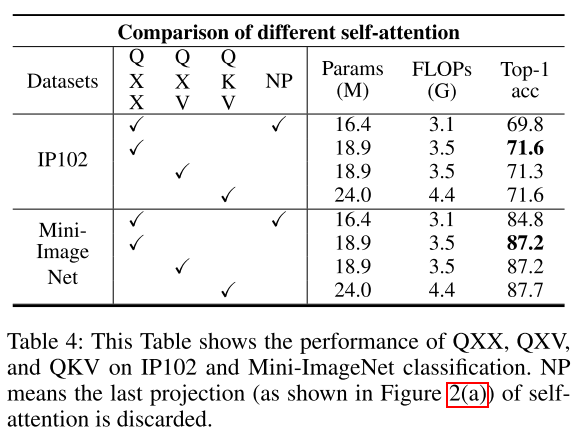 Comparison of different self-attention
Datasets Q X X Q X V Q K V NP Params (M) FLOPs (G) Top-1 acc
IP102
✓ ✓ 16.4 3.1 69.8
✓ 18.9 3.5 71.6
✓ 18.9 3.5 71.3
✓ 24.0 4.4 71.6
Mini-
Image
Net
✓ ✓ 16.4 3.1 84.8
✓ 18.9 3.5 87.2
✓ 18.9 3.5 87.2
✓ 24.0 4.4 87.7
Table 4: This Table shows the performance of QXX, QXV,
and QKV on IP102 and Mini-ImageNet classification. NP
means the last projection (as shown in Figure 2(a)) of self-
attention is discarded.